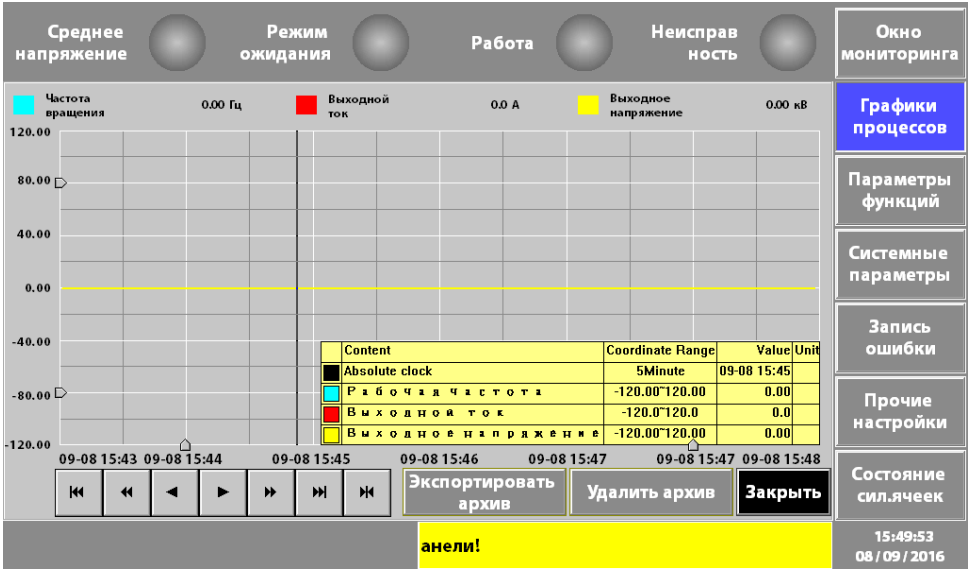 Среднее
напряжение
Режим
ожидания
Работа
Неисправ
ность
Окно
мониторинга
Частота
вращения
0.00 Гц
Выходной
ток
0.0 А
Выходное
напряжение
0.00 кВ
Графики
процессов
Параметры
функций
Системные
параметры
Запись
ошибки
Прочие
настройки
Состояние
сил.ячеек
120.00
80.00
40.00
0.00
-40.00
-80.00
-120.00
Content Coordinate Range Value Unit
Absolute clock 5Minute 09-08 15:45
Рабочая частота -120.00~120.00 0.00
Выходной ток -120.0~120.0 0.0
Выходное напряжение -120.00~120.00 0.00
09-08 15:43 09-08 15:44 09-08 15:45 09-08 15:46 09-08 15:47 09-08 15:47 09-08 15:48
Экспортировать
архив
Удалить архив
Закрыть
анели!
15:49:53
08/09/2016